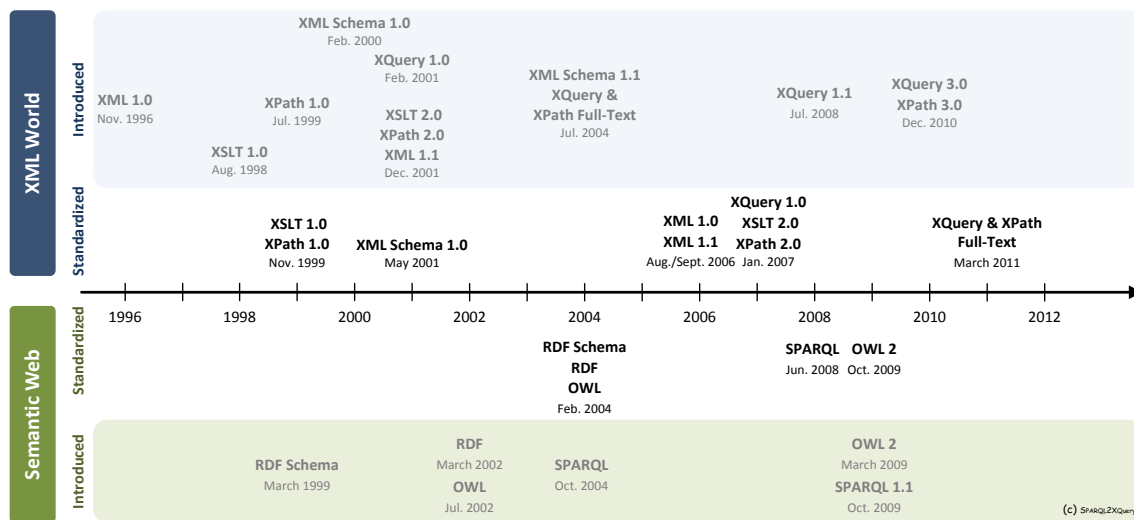 XML World
Introduced
XML Schema 1.0
Feb. 2000
XQuery 1.0
Feb. 2001
XML Schema 1.1
XQuery &
XPath Full-Text
Jul. 2004
XQuery 1.1
Jul. 2008
XQuery 3.0
XPath 3.0
Dec. 2010
XML 1.0
Nov. 1996
XPath 1.0
Jul. 1999
XSLT 2.0
XPath 2.0
XML 1.1
Dec. 2001
XSLT 1.0
Aug. 1998
Standardized
XSLT 1.0
XPath 1.0
Nov. 1999
XML Schema 1.0
May 2001
XML 1.0
XML 1.1
Aug./Sept. 2006
XQuery 1.0
XSLT 2.0
XPath 2.0
Jan. 2007
XQuery & XPath
Full-Text
March 2011
1996 1998 2000 2002 2004 2006 2008 2010 2012
Semantic Web
Standardized
RDF Schema
RDF
OWL
Feb. 2004
SPARQL
Jun. 2008
OWL 2
Oct. 2009
Introduced
RDF Schema
March 1999
RDF
March 2002
OWL
Jul. 2002
SPARQL
Oct. 2004
OWL 2
March 2009
SPARQL 1.1
Oct. 2009
(c) SPARQL2XQuery